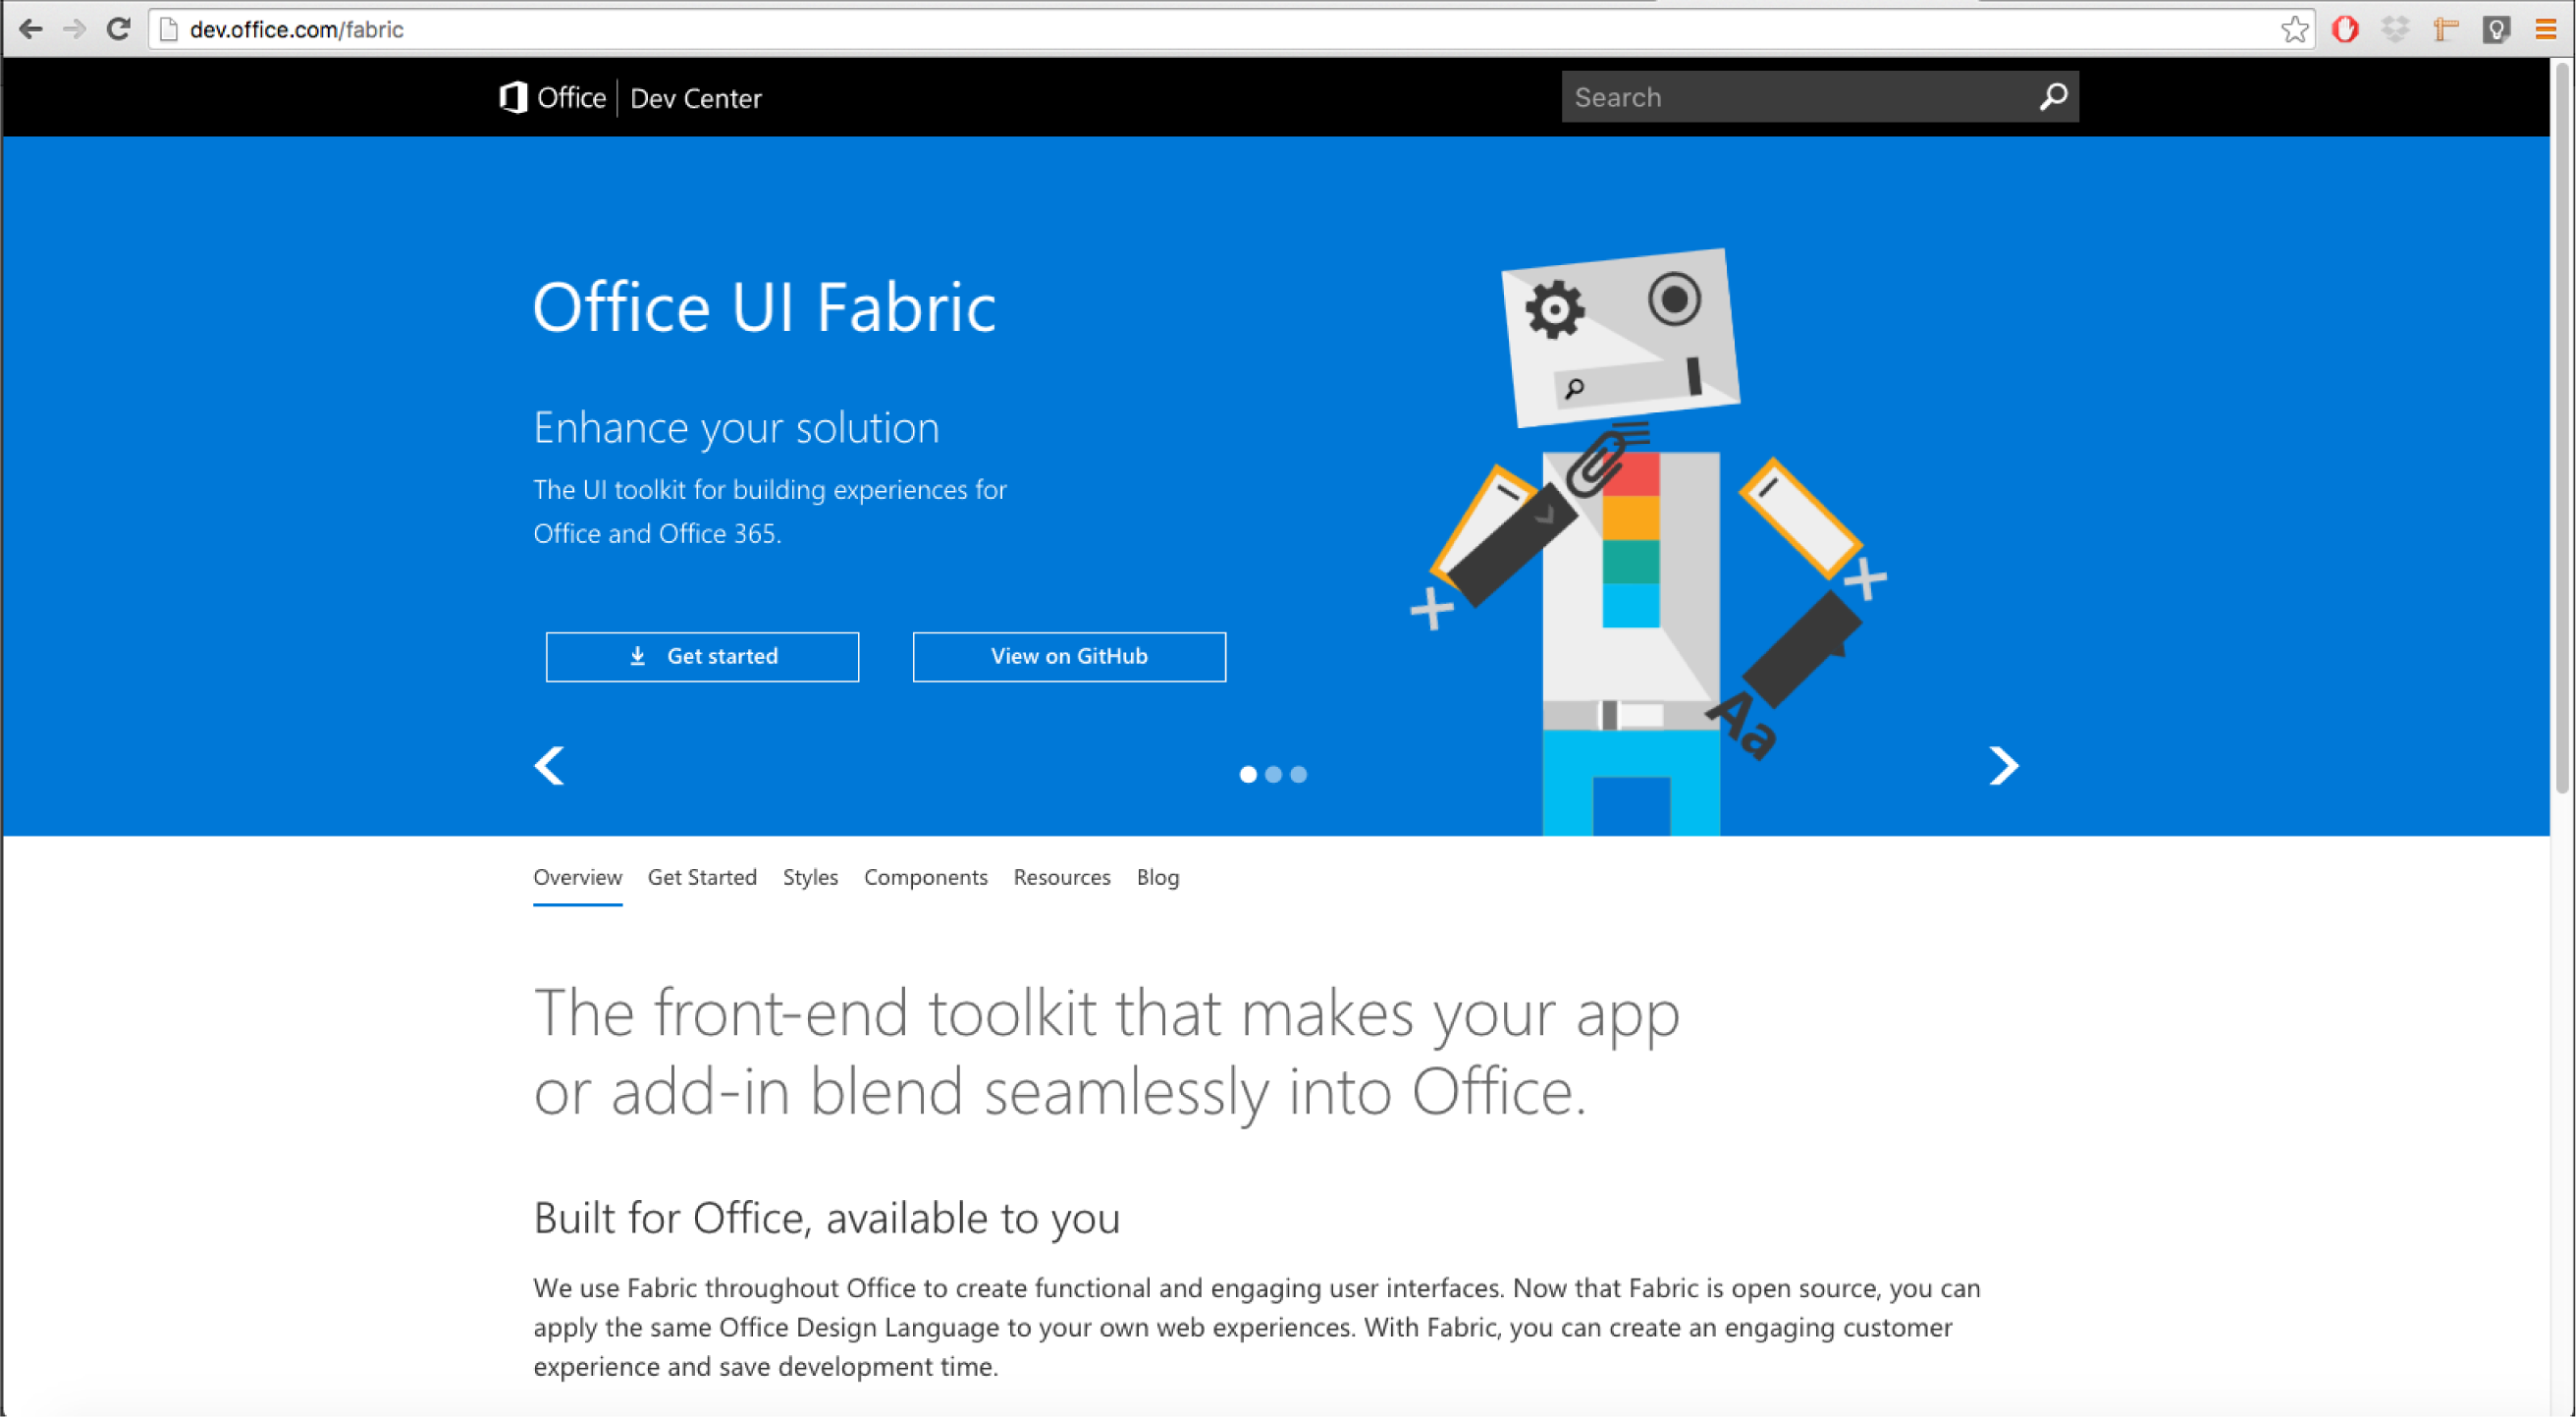 dev.office.com/fabric
Office | Dev Center
Search
Office UI Fabric
Enhance your solution
The UI toolkit for building experiences for
Office and Office 365.
Get started
View on GitHub
Aa
Overview Get Started Styles Components Resources Blog
The front-end toolkit that makes your app
or add-in blend seamlessly into Office.
Built for Office, available to you
We use Fabric throughout Office to create functional and engaging user interfaces. Now that Fabric is open source, you can
apply the same Office Design Language to your own web experiences. With Fabric, you can create an engaging customer
experience and save development time.